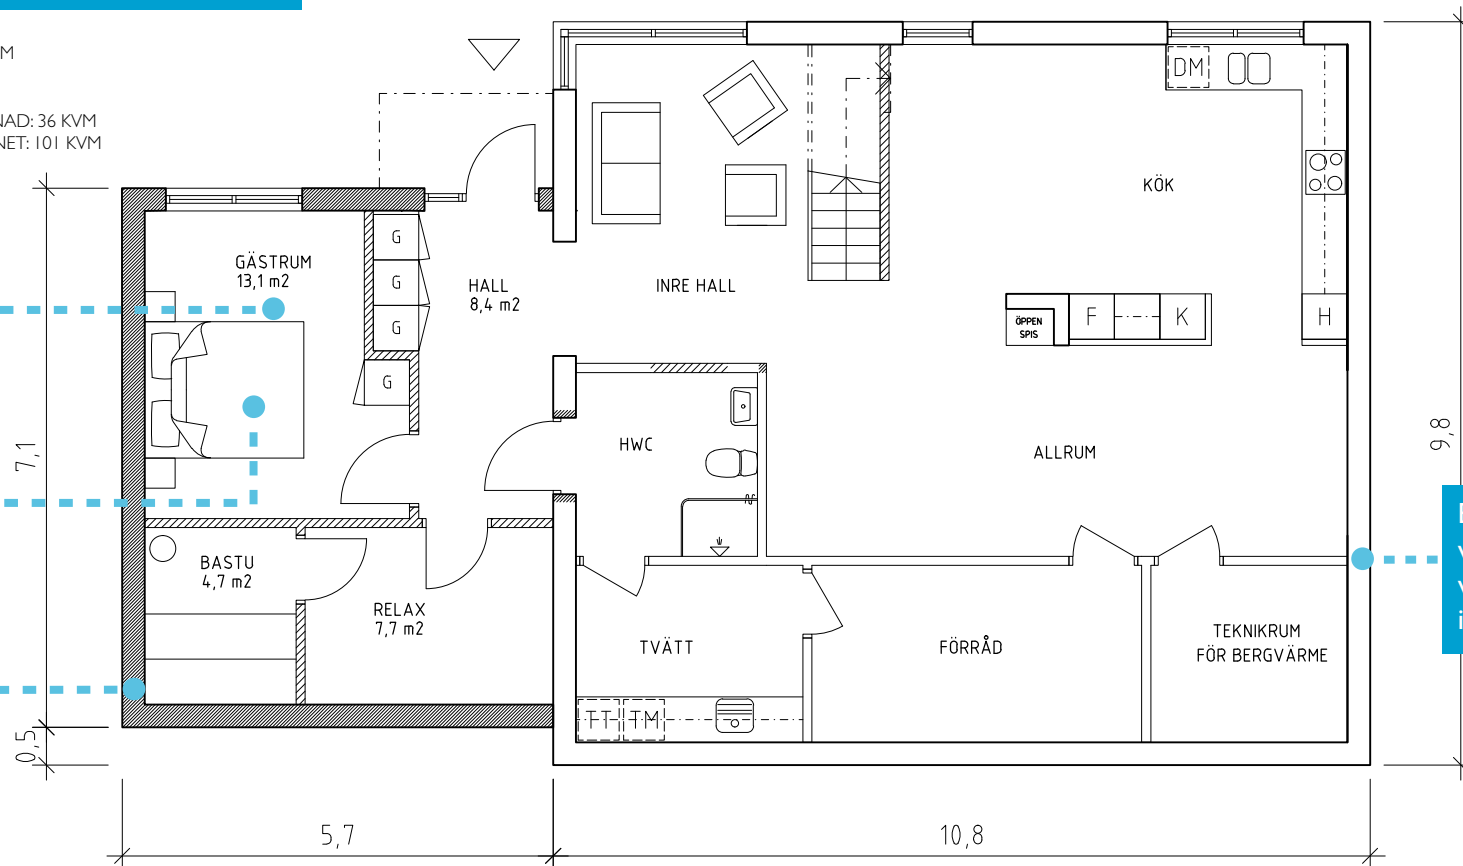 M
NAD: 36 KVM
NET: 101 KVM
DM
KÖK
G
GÄSTRUM
13,1 m2
G
HALL
8,4 m2
INRE HALL
G
ÖPPEN
SPIS
F
K
H
G
7,1
HWC
ALLRUM
9,8
BASTU
4,7 m2
RELAX
7,7 m2
TVÄTT
FÖRRÅD
TEKNIKRUM
FÖR BERGVÄRME
TT
TM
0,5
5,7
10,8